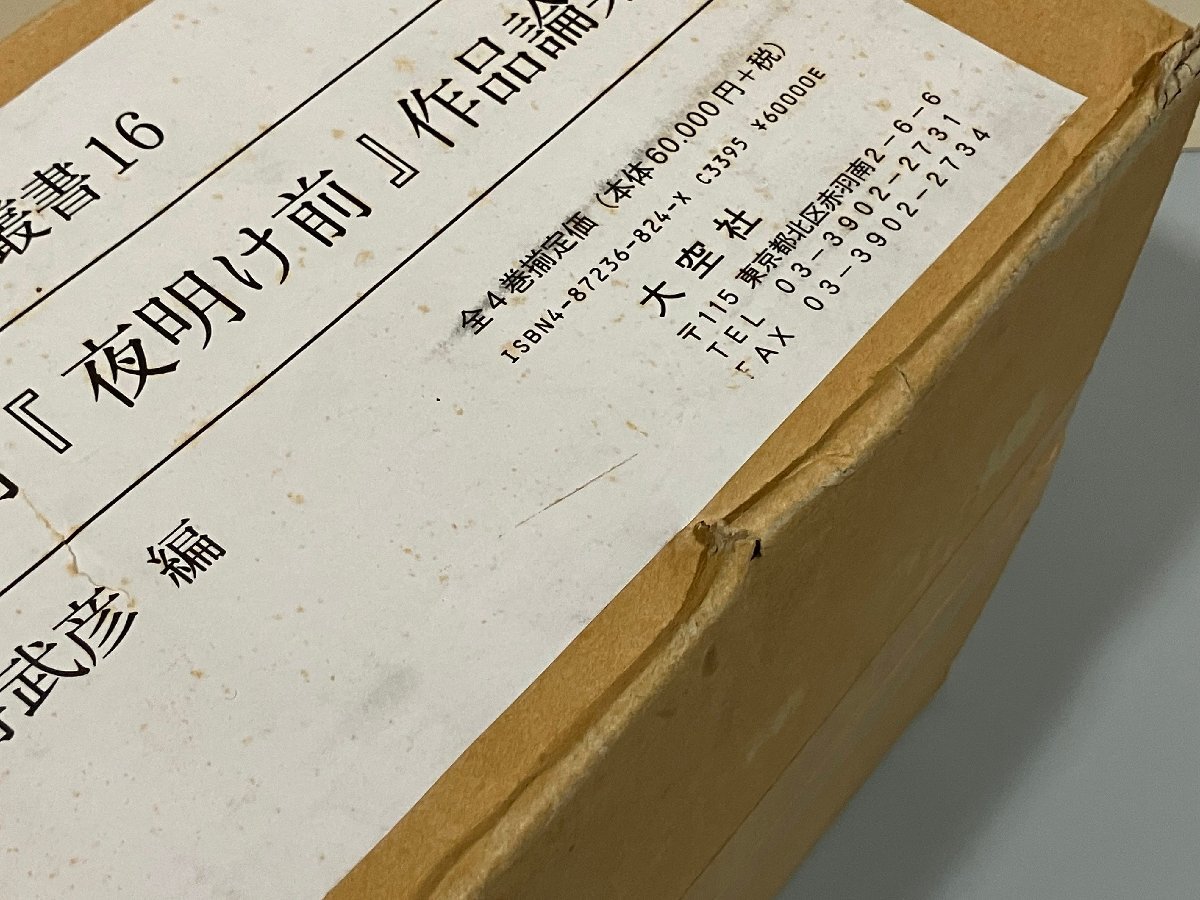 叢書16
『夜明け前』作品論
武彦 編
全4巻揃定価（本体60.000円＋税）
ISBN4-87236-824-X C3395 ¥60000E
大空社
〒115 東京都北区赤羽南2-6-6
TEL 03-3902-2731
FAX 03-3902-2734